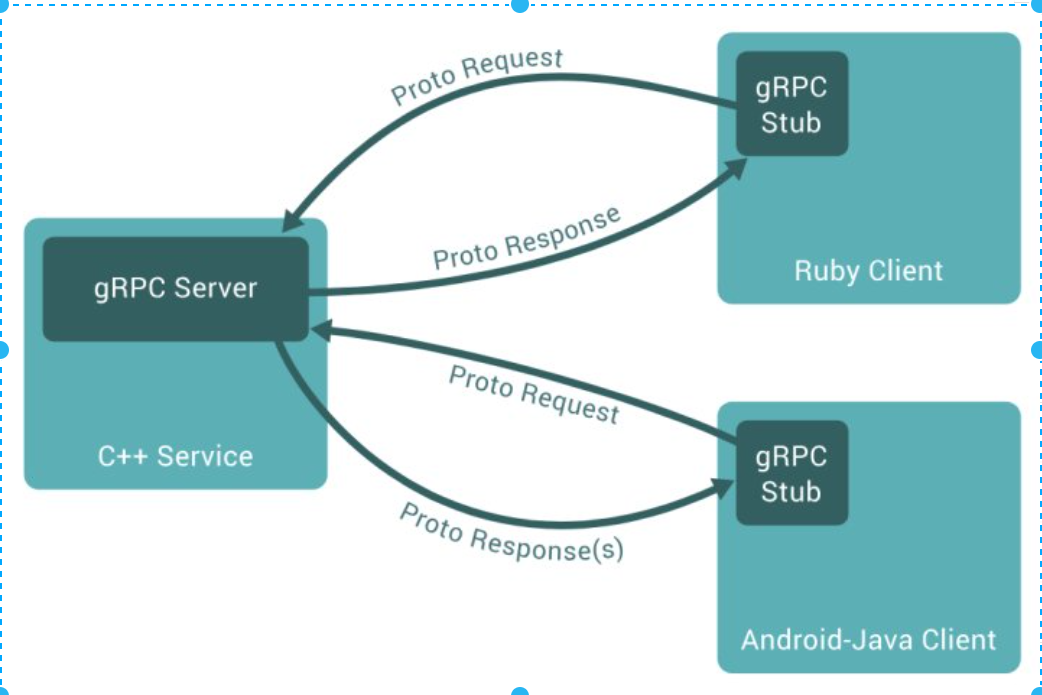 Proto Request
gRPC
Stub
Proto Response
Ruby Client
gRPC Server
C++ Service
Proto Request
gRPC
Stub
Proto Response(s)
Android-Java Client